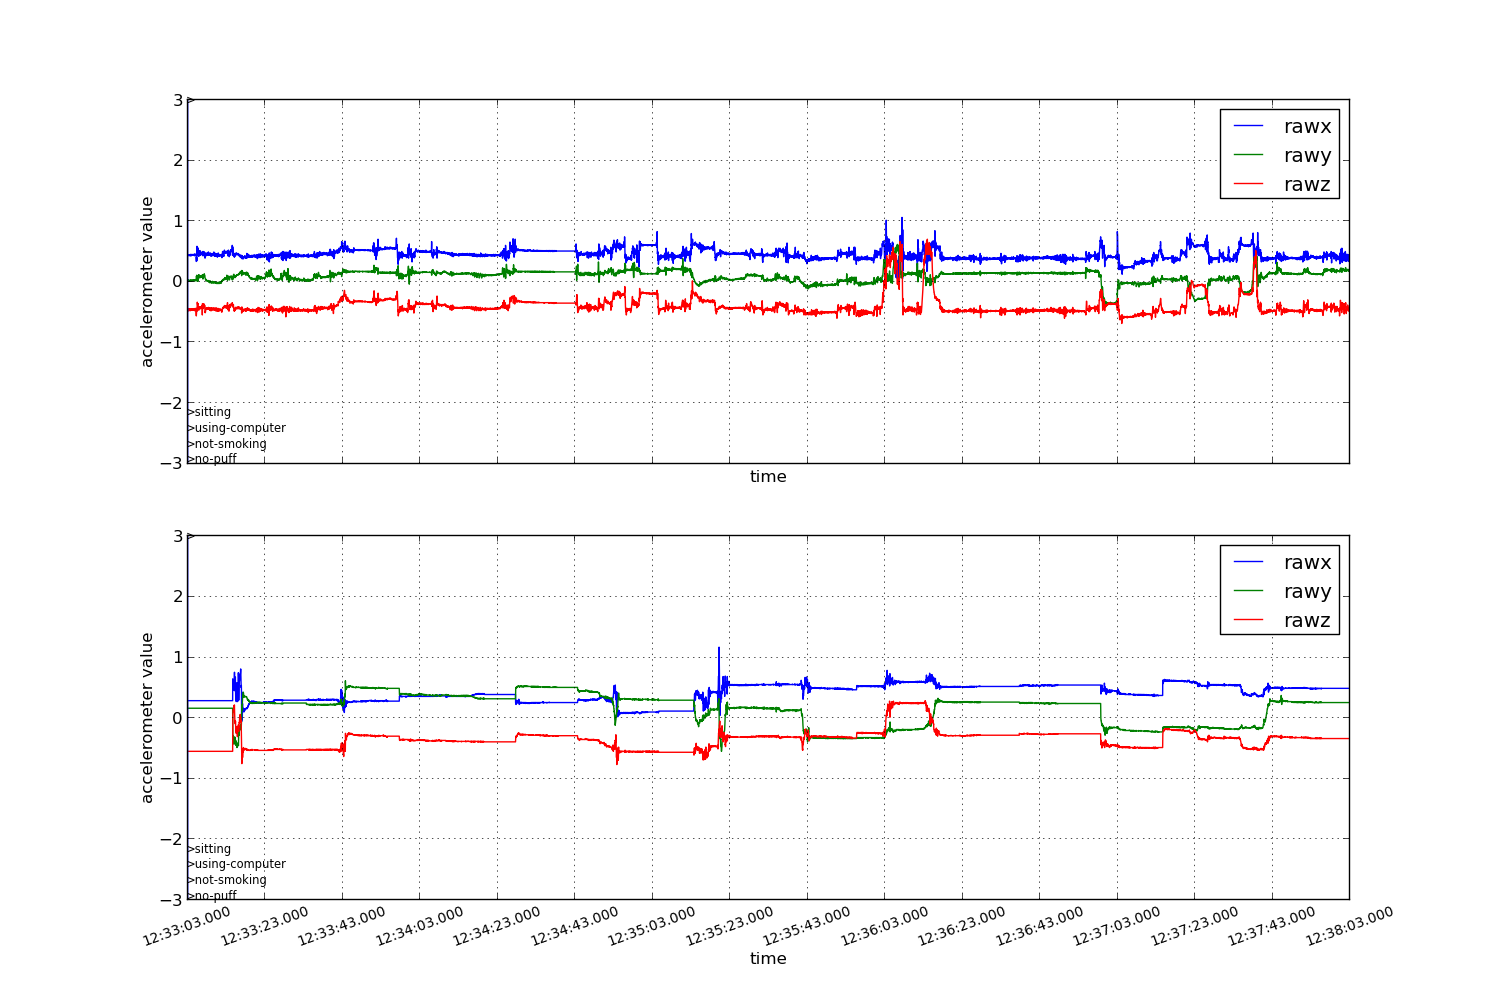 3
>
2
1
0
−1
−2
−3
accelerometer value
rawx
rawy
rawz
>sitting
>using-computer
>not-smoking
>no-puff
time
3
>
2
1
0
−1
−2
−3
accelerometer value
rawx
rawy
rawz
>sitting
>using-computer
>not-smoking
>no-puff
12:33:03.000 12:33:23.000 12:33:43.000 12:34:03.000 12:34:23.000 12:34:43.000 12:35:03.000 12:35:23.000 12:35:43.000 12:36:03.000 12:36:23.000 12:36:43.000 12:37:03.000 12:37:23.000 12:37:43.000 12:38:03.000
time